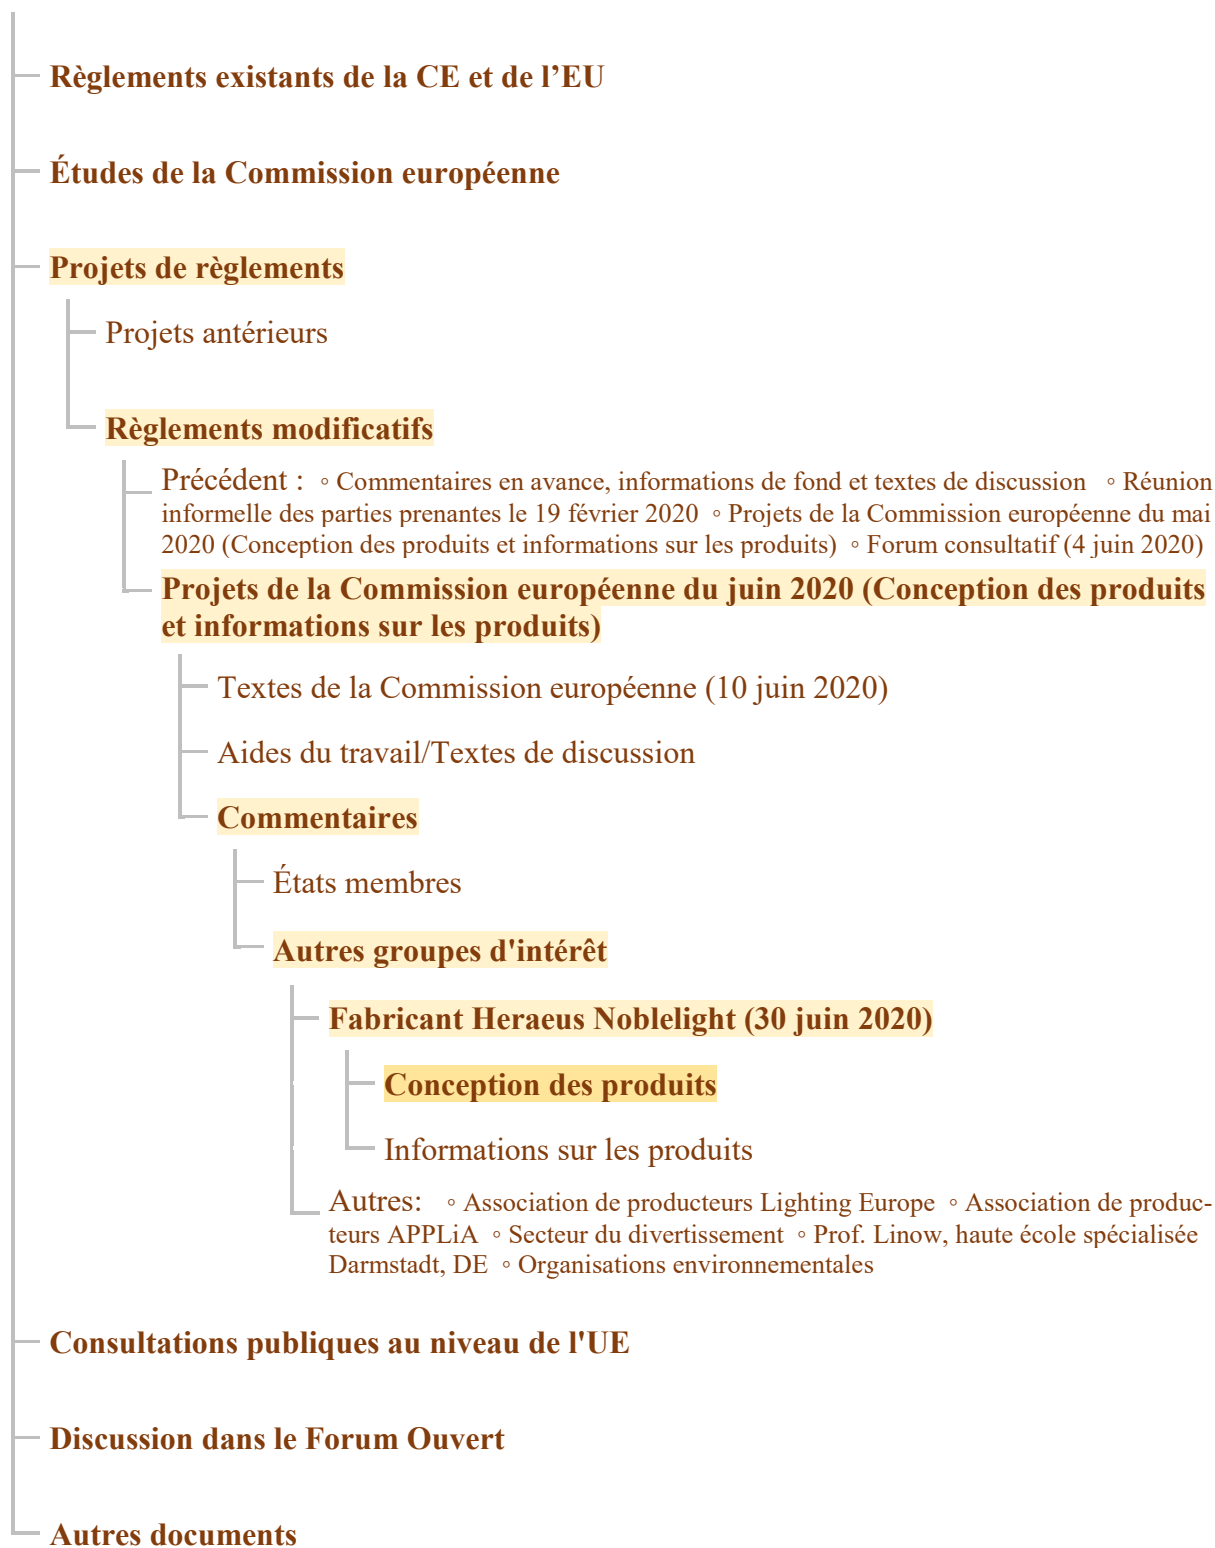 Règlements existants de la CE et de l’EU
Études de la Commission européenne
Projets de règlements
Projets antérieurs
Règlements modificatifs
Précédent : ◦ Commentaires en avance, informations de fond et textes de discussion ◦ Réunion
informelle des parties prenantes le 19 février 2020 ◦ Projets de la Commission européenne du mai
2020 (Conception des produits et informations sur les produits) ◦ Forum consultatif (4 juin 2020)
Projets de la Commission européenne du juin 2020 (Conception des produits
et informations sur les produits)
Textes de la Commission européenne (10 juin 2020)
Aides du travail/Textes de discussion
Commentaires
États membres
Autres groupes d'intérêt
Fabricant Heraeus Noblelight (30 juin 2020)
Conception des produits
Informations sur les produits
Autres: ◦ Association de producteurs Lighting Europe ◦ Association de produc-
teurs APPLiA ◦ Secteur du divertissement ◦ Prof. Linow, haute école spécialisée
Darmstadt, DE ◦ Organisations environnementales
Consultations publiques au niveau de l'UE
Discussion dans le Forum Ouvert
Autres documents